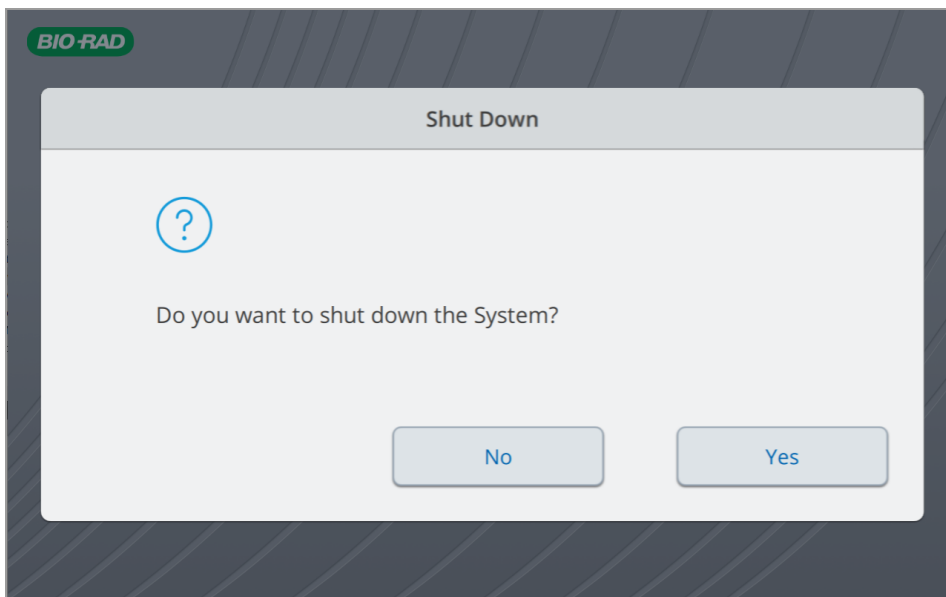 BIO-RAD
Shut Down
?
Do you want to shut down the System?
No
Yes